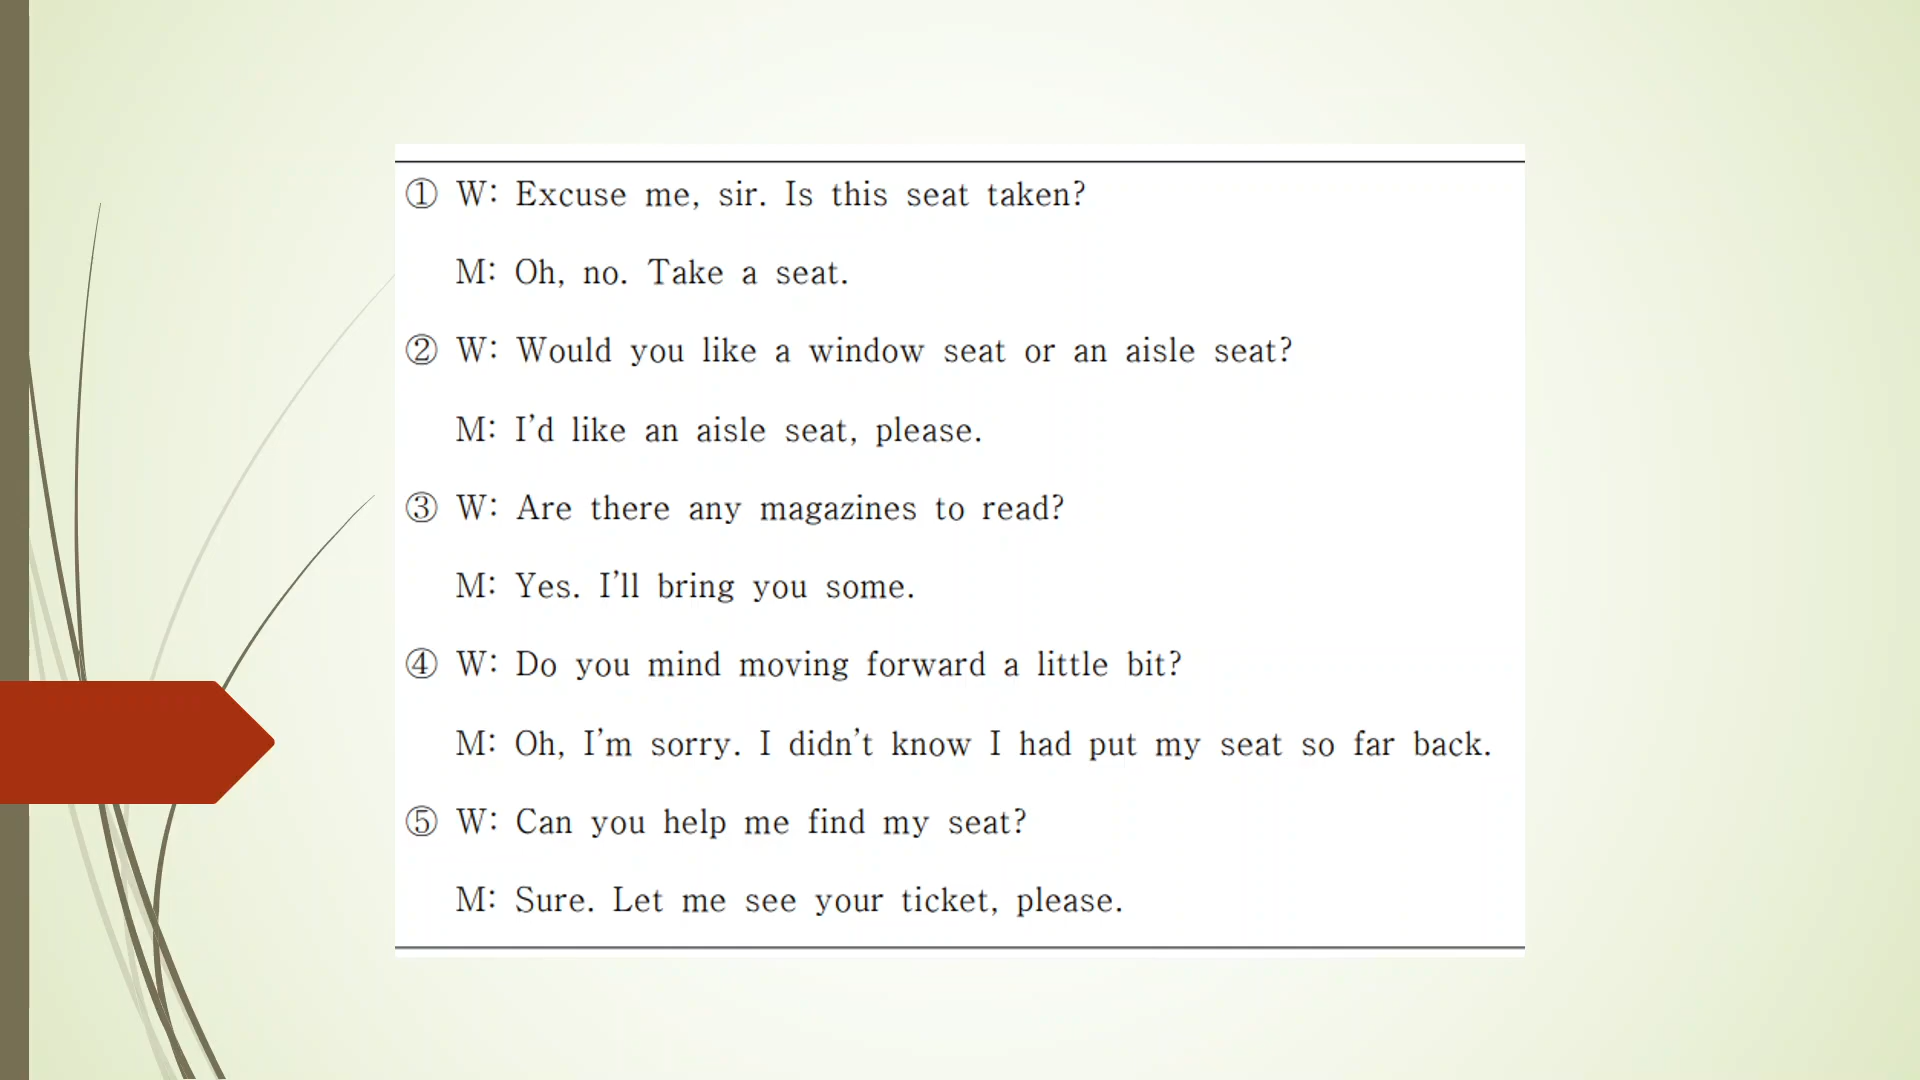 ① W: Excuse me, sir. Is this seat taken?
M: Oh, no. Take a seat.
② W: Would you like a window seat or an aisle seat?
M: I'd like an aisle seat, please.
③ W: Are there any magazines to read?
M: Yes. I'll bring you some.
④ W: Do you mind moving forward a little bit?
M: Oh, I'm sorry. I didn't know I had put my seat so far back.
⑤ W: Can you help me find my seat?
M: Sure. Let me see your ticket, please.